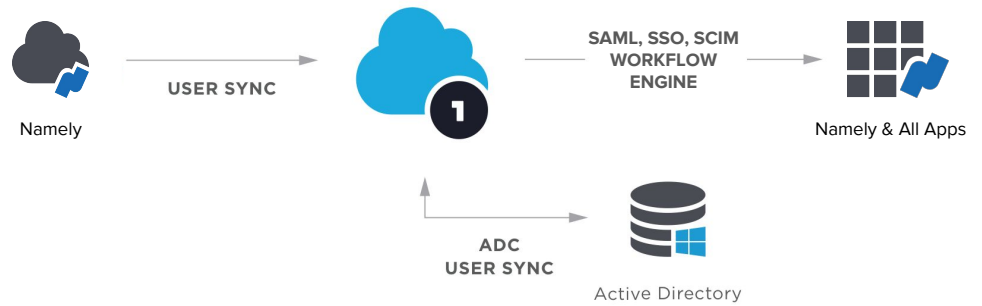 SAML, SSO, SCIM
WORKFLOW
ENGINE
USER SYNC
1
Namely
Namely & All Apps
ADC
USER SYNC
Active Directory